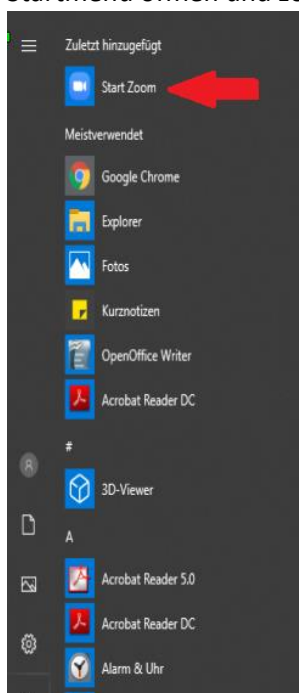 Startmenü öffnen und
Zuletzt hinzugefügt
Start Zoom
Meistverwendet
Google Chrome
Explorer
Fotos
Kurznotizen
OpenOffice Writer
Acrobat Reader DC
#
3D-Viewer
A
Acrobat Reader 5.0
Acrobat Reader DC
Alarm & Uhr